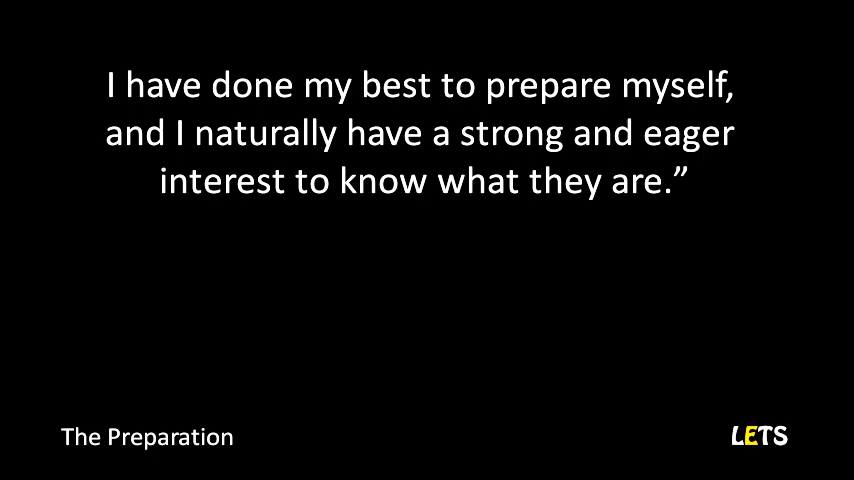 I have done my best to prepare myself,
and I naturally have a strong and eager
interest to know what they are.”
The Preparation
LETS